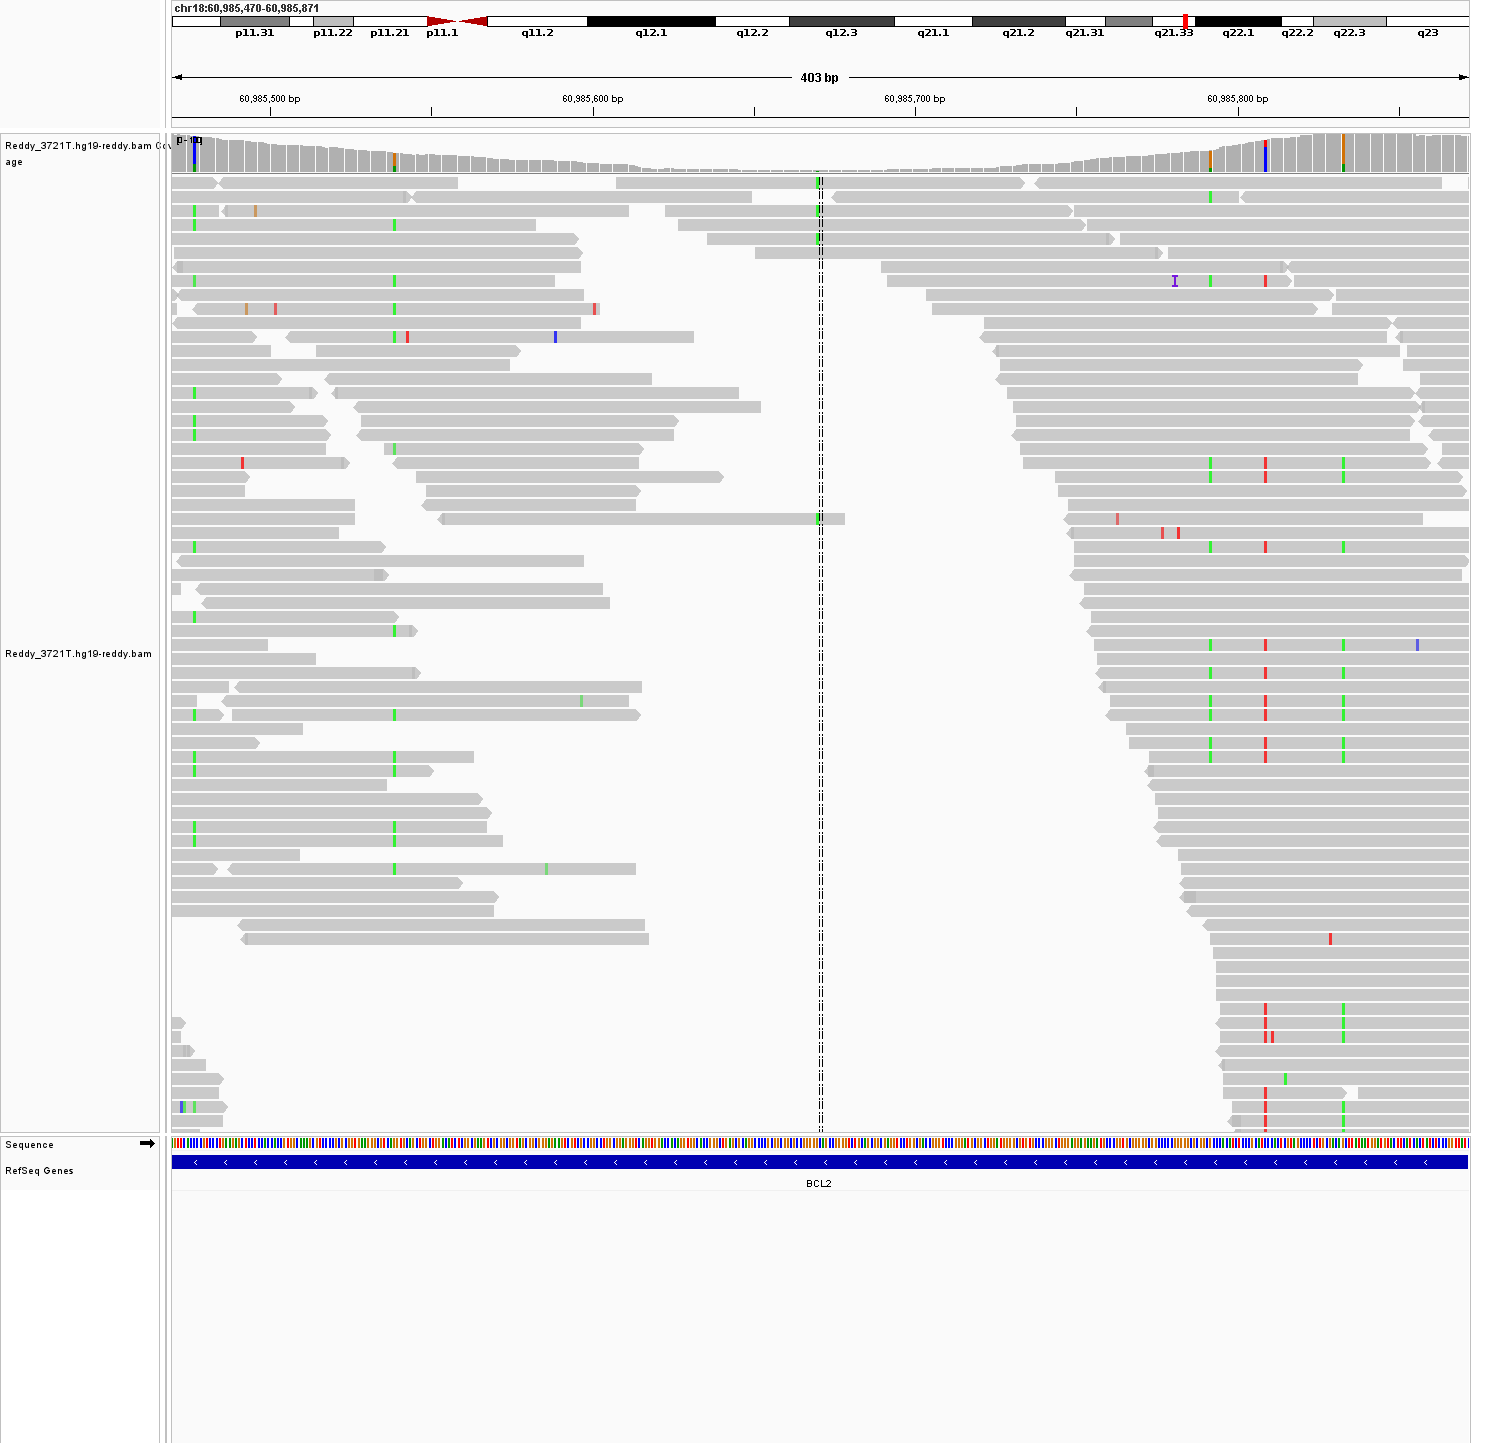 chr18:60,985,470-60,985,871
p11.31 p11.22 p11.21 p11.1 q11.2 q12.1 q12.2 q12.3 q21.1 q21.2 q21.31 q21.33 q22.1 q22.2 q22.3 q23
403 bp
60,985,500 bp 60,985,600 bp 60,985,700 bp 60,985,800 bp
Reddy_3721T.hg19-reddy.bam Cov
age
Reddy_3721T.hg19-reddy.bam
Sequence
RefSeq Genes
BCL2